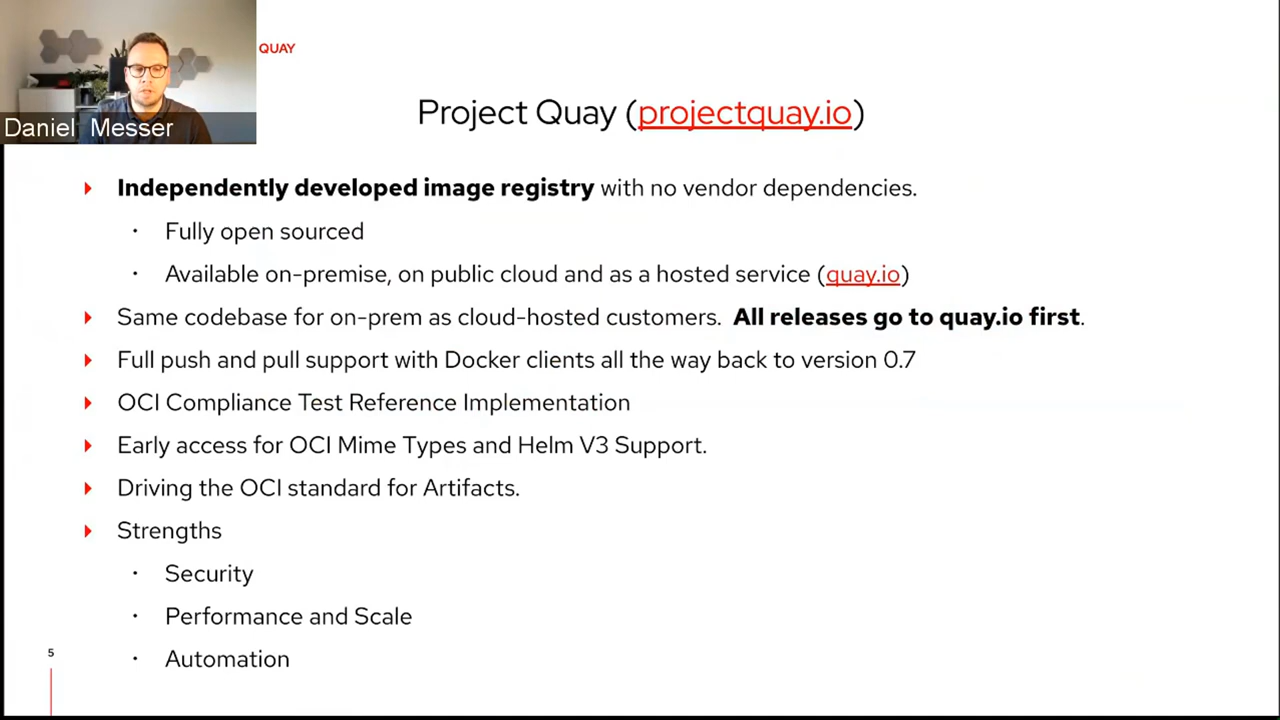 QUAY
Daniel Messer
Project Quay (projectquay.io)
Independently developed image registry with no vendor dependencies.
Fully open sourced
Available on-premise, on public cloud and as a hosted service (quay.io)
Same codebase for on-prem as cloud-hosted customers. All releases go to quay.io first.
Full push and pull support with Docker clients all the way back to version 0.7
OCI Compliance Test Reference Implementation
Early access for OCI Mime Types and Helm V3 Support.
Driving the OCI standard for Artifacts.
Strengths
Security
Performance and Scale
Automation
5